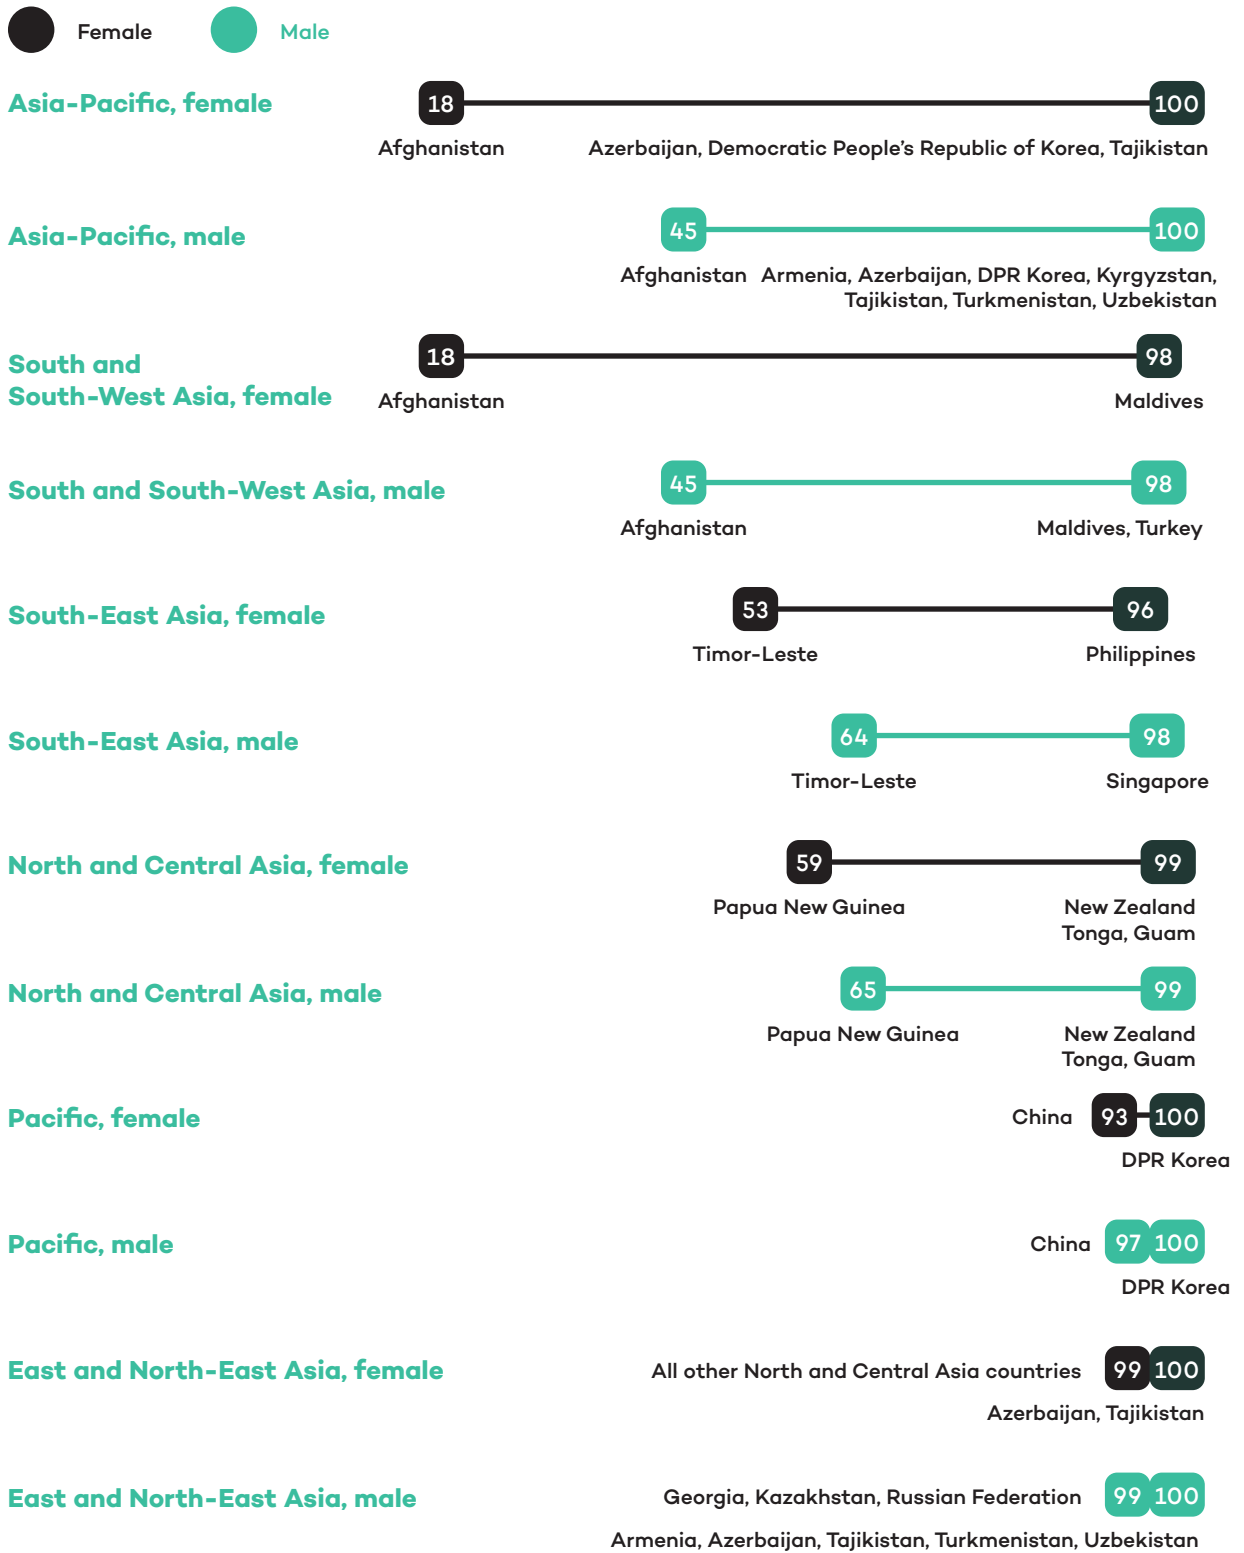 Female Male
Asia-Pacific, female
18 100
Afghanistan Azerbaijan, Democratic People's Republic of Korea, Tajikistan
Asia-Pacific, male
45 100
Afghanistan Armenia, Azerbaijan, DPR Korea, Kyrgyzstan,
Tajikistan, Turkmenistan, Uzbekistan
South and
South-West Asia, female
18 98
Afghanistan Maldives
South and South-West Asia, male
45 98
Afghanistan Maldives, Turkey
South-East Asia, female
53 96
Timor-Leste Philippines
South-East Asia, male
64 98
Timor-Leste Singapore
North and Central Asia, female
59 99
Papua New Guinea New Zealand
Tonga, Guam
North and Central Asia, male
65 99
Papua New Guinea New Zealand
Tonga, Guam
Pacific, female
China 93 100
DPR Korea
Pacific, male
China 97 100
DPR Korea
East and North-East Asia, female
All other North and Central Asia countries 99 100
Azerbaijan, Tajikistan
East and North-East Asia, male
Georgia, Kazakhstan, Russian Federation 99 100
Armenia, Azerbaijan, Tajikistan, Turkmenistan, Uzbekistan